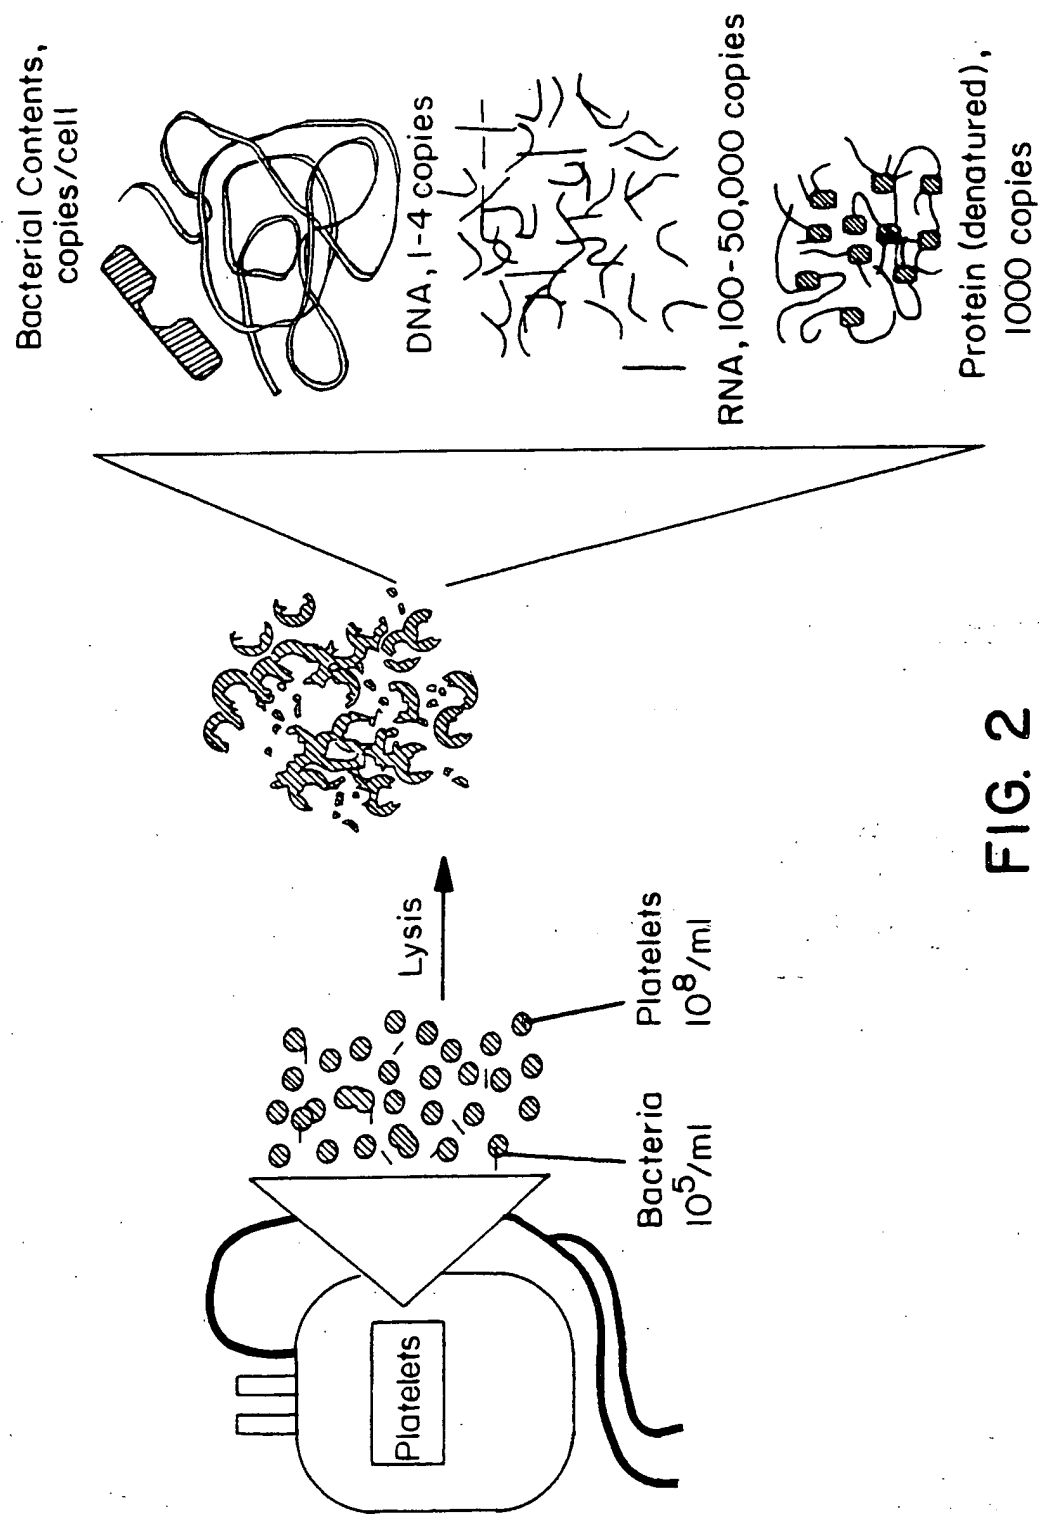 Platelets
Bacteria
10⁵/ml
Platelets
10⁸/ml
Lysis
Bacterial Contents,
copies/cell
DNA, 1-4 copies
RNA, 100-50,000 copies
Protein (denatured),
1000 copies
FIG. 2